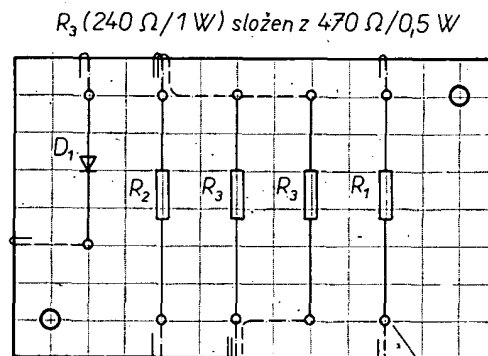 R₃ (240 Ω/1 W) složen z 470 Ω/0,5 W
D₁
R₂ R₃ R₃ R₁